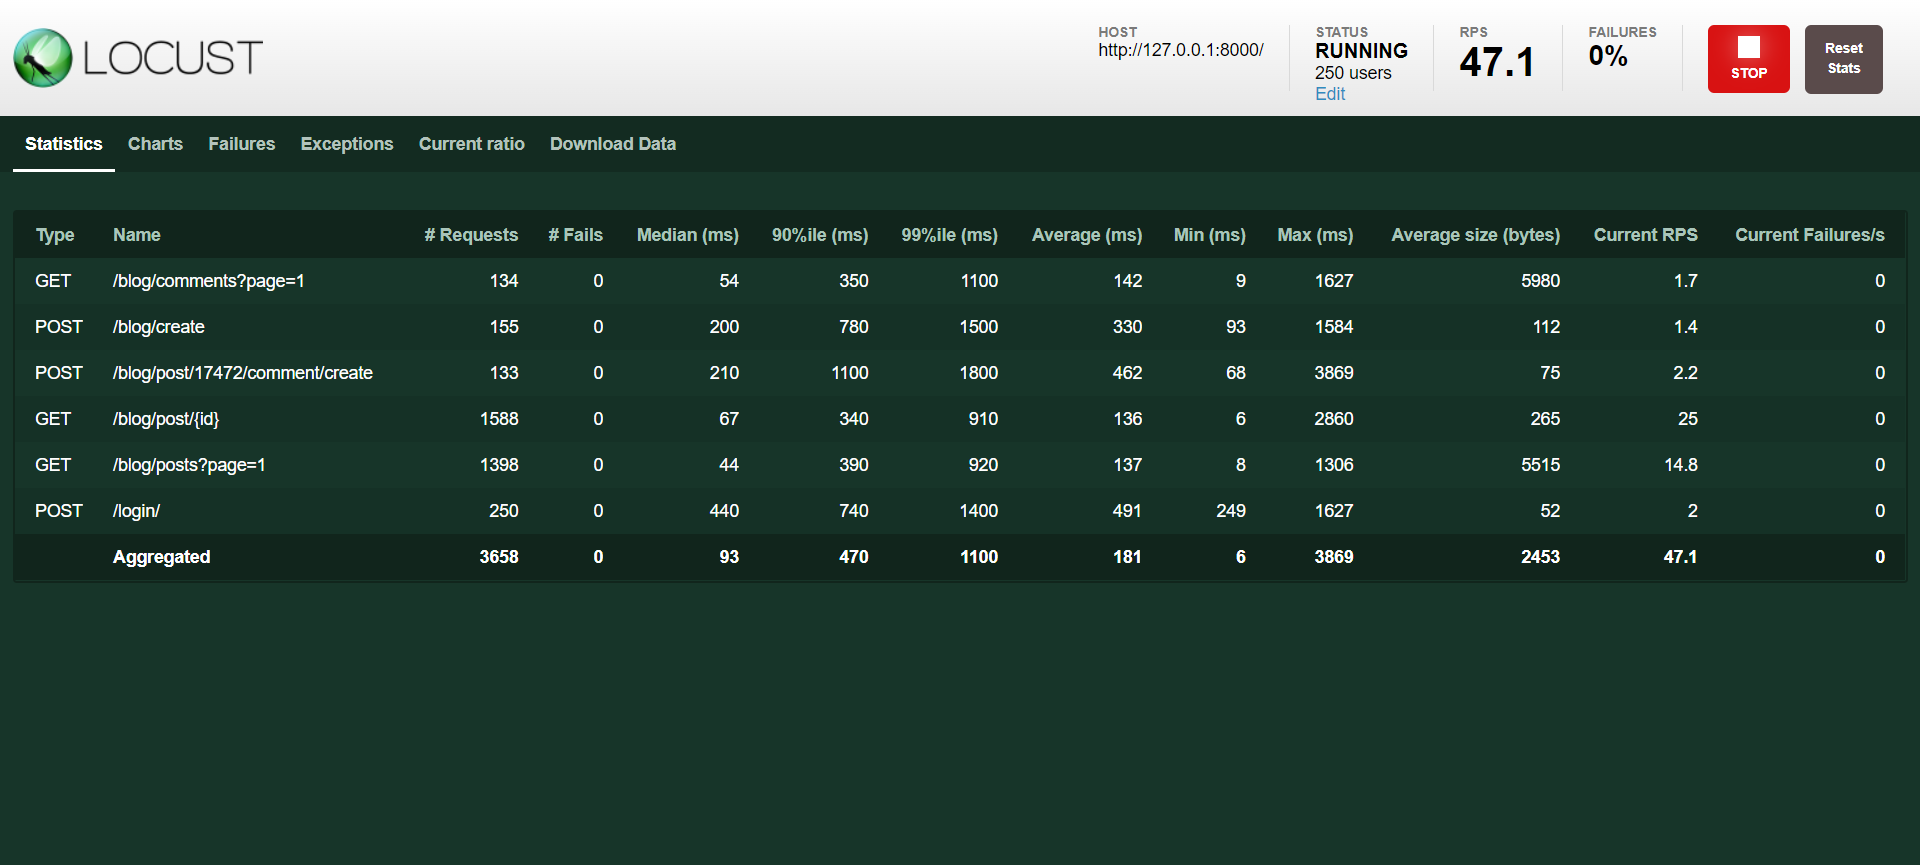 LOCUST
HOST
http://127.0.0.1:8000/
STATUS
RUNNING
250 users
Edit
RPS
47.1
FAILURES
0%
STOP
Reset
Stats
Statistics Charts Failures Exceptions Current ratio Download Data
Type Name # Requests # Fails Median (ms) 90%ile (ms) 99%ile (ms) Average (ms) Min (ms) Max (ms) Average size (bytes) Current RPS Current Failures/s
GET /blog/comments?page=1 134 0 54 350 1100 142 9 1627 5980 1.7 0
POST /blog/create 155 0 200 780 1500 330 93 1584 112 1.4 0
POST /blog/post/17472/comment/create 133 0 210 1100 1800 462 68 3869 75 2.2 0
GET /blog/post/{id} 1588 0 67 340 910 136 6 2860 265 25 0
GET /blog/posts?page=1 1398 0 44 390 920 137 8 1306 5515 14.8 0
POST /login/ 250 0 440 740 1400 491 249 1627 52 2 0
Aggregated 3658 0 93 470 1100 181 6 3869 2453 47.1 0